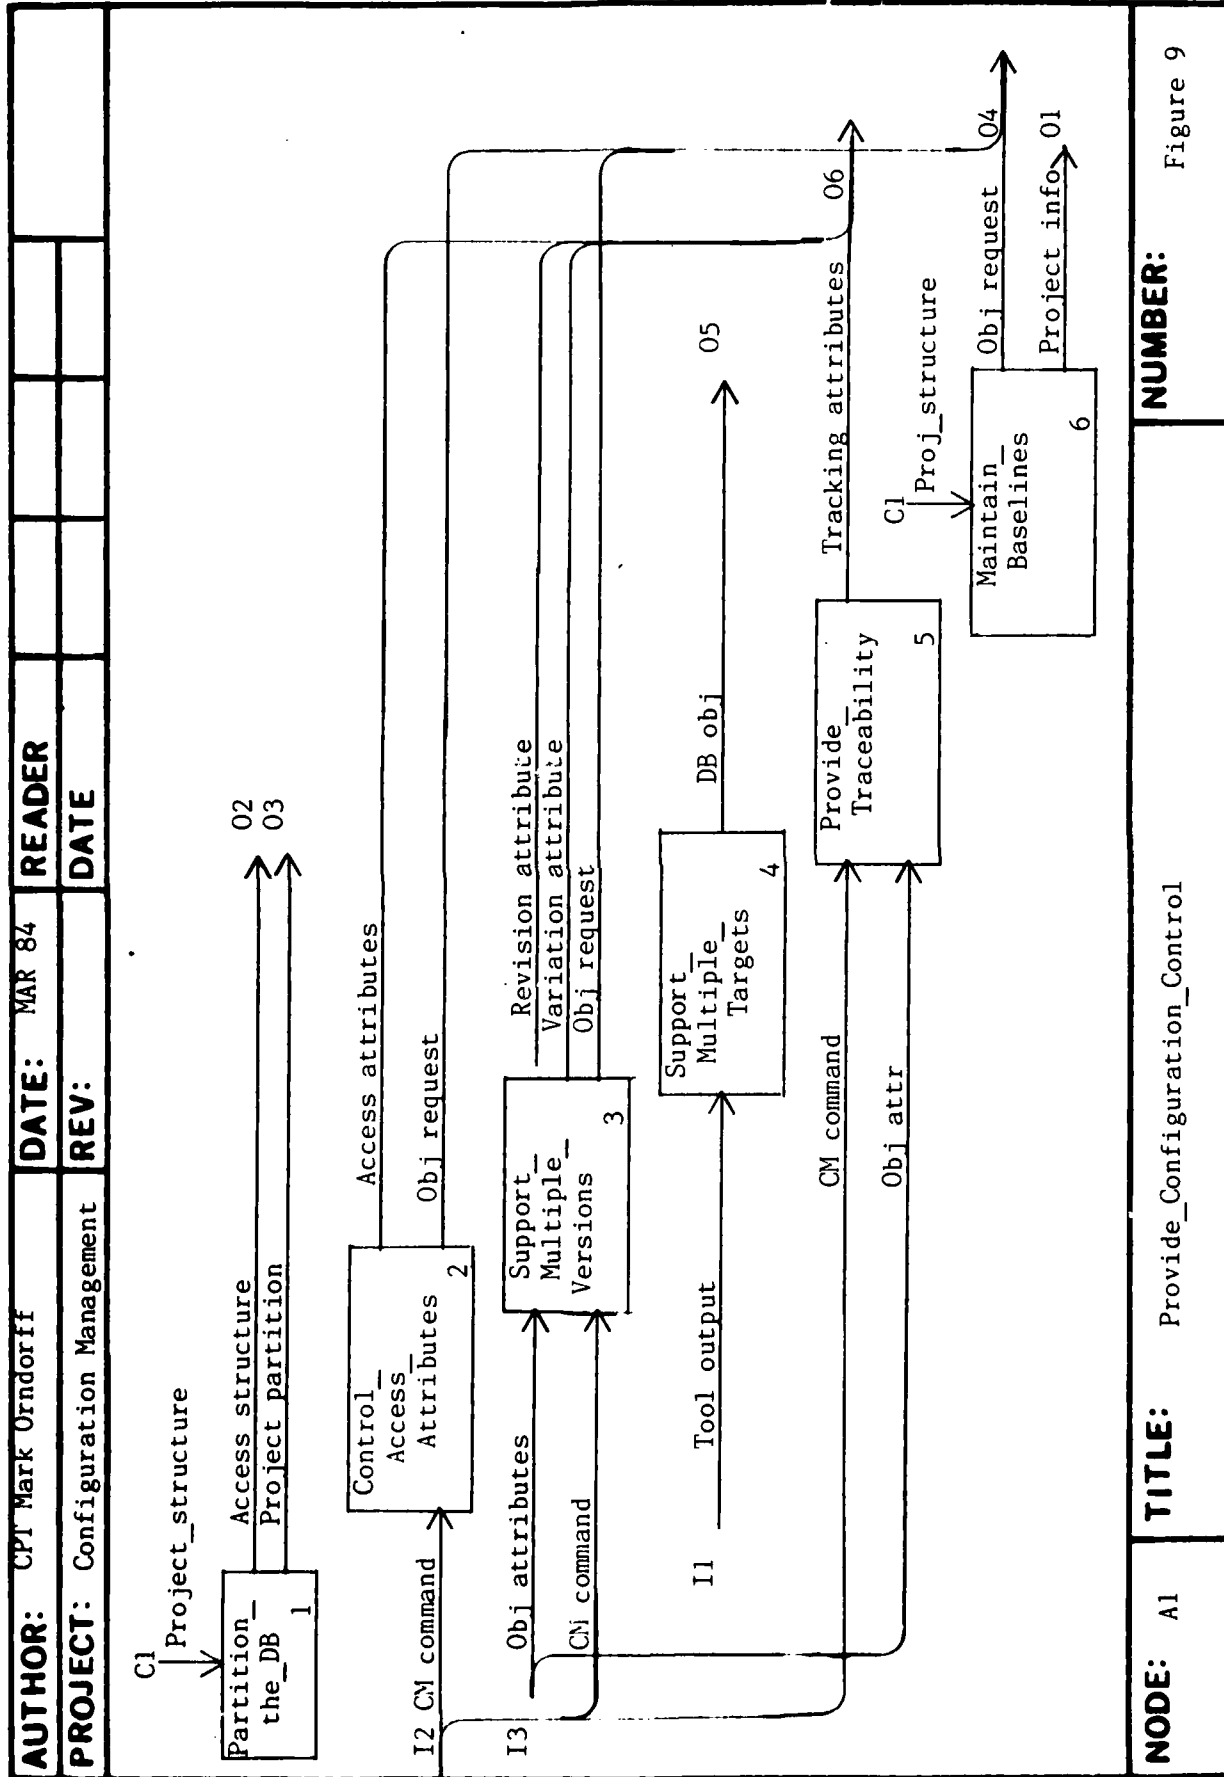 AUTHOR: CPT Mark Orndorff DATE: MAR 84 READER
PROJECT: Configuration Management REV: DATE
C1
Project_structure
Partition_
the_DB
1
Access structure
Project partition
O2
O3
I2 CM command
Control_
Access_
Attributes
2
Access attributes
Obj request
I3
Obj attributes
CM command
Support_
Multiple_
Versions
3
Revision attribute
Variation attribute
Obj request
I1
Tool output
Support_
Multiple_
Targets
4
DB obj
O5
CM command
Obj attr
Provide_
Traceability
5
Tracking attributes
O6
C1
Proj_structure
Maintain_
Baselines
6
Obj request
O4
Project info
O1
NODE: A1 TITLE: Provide_Configuration_Control NUMBER: Figure 9